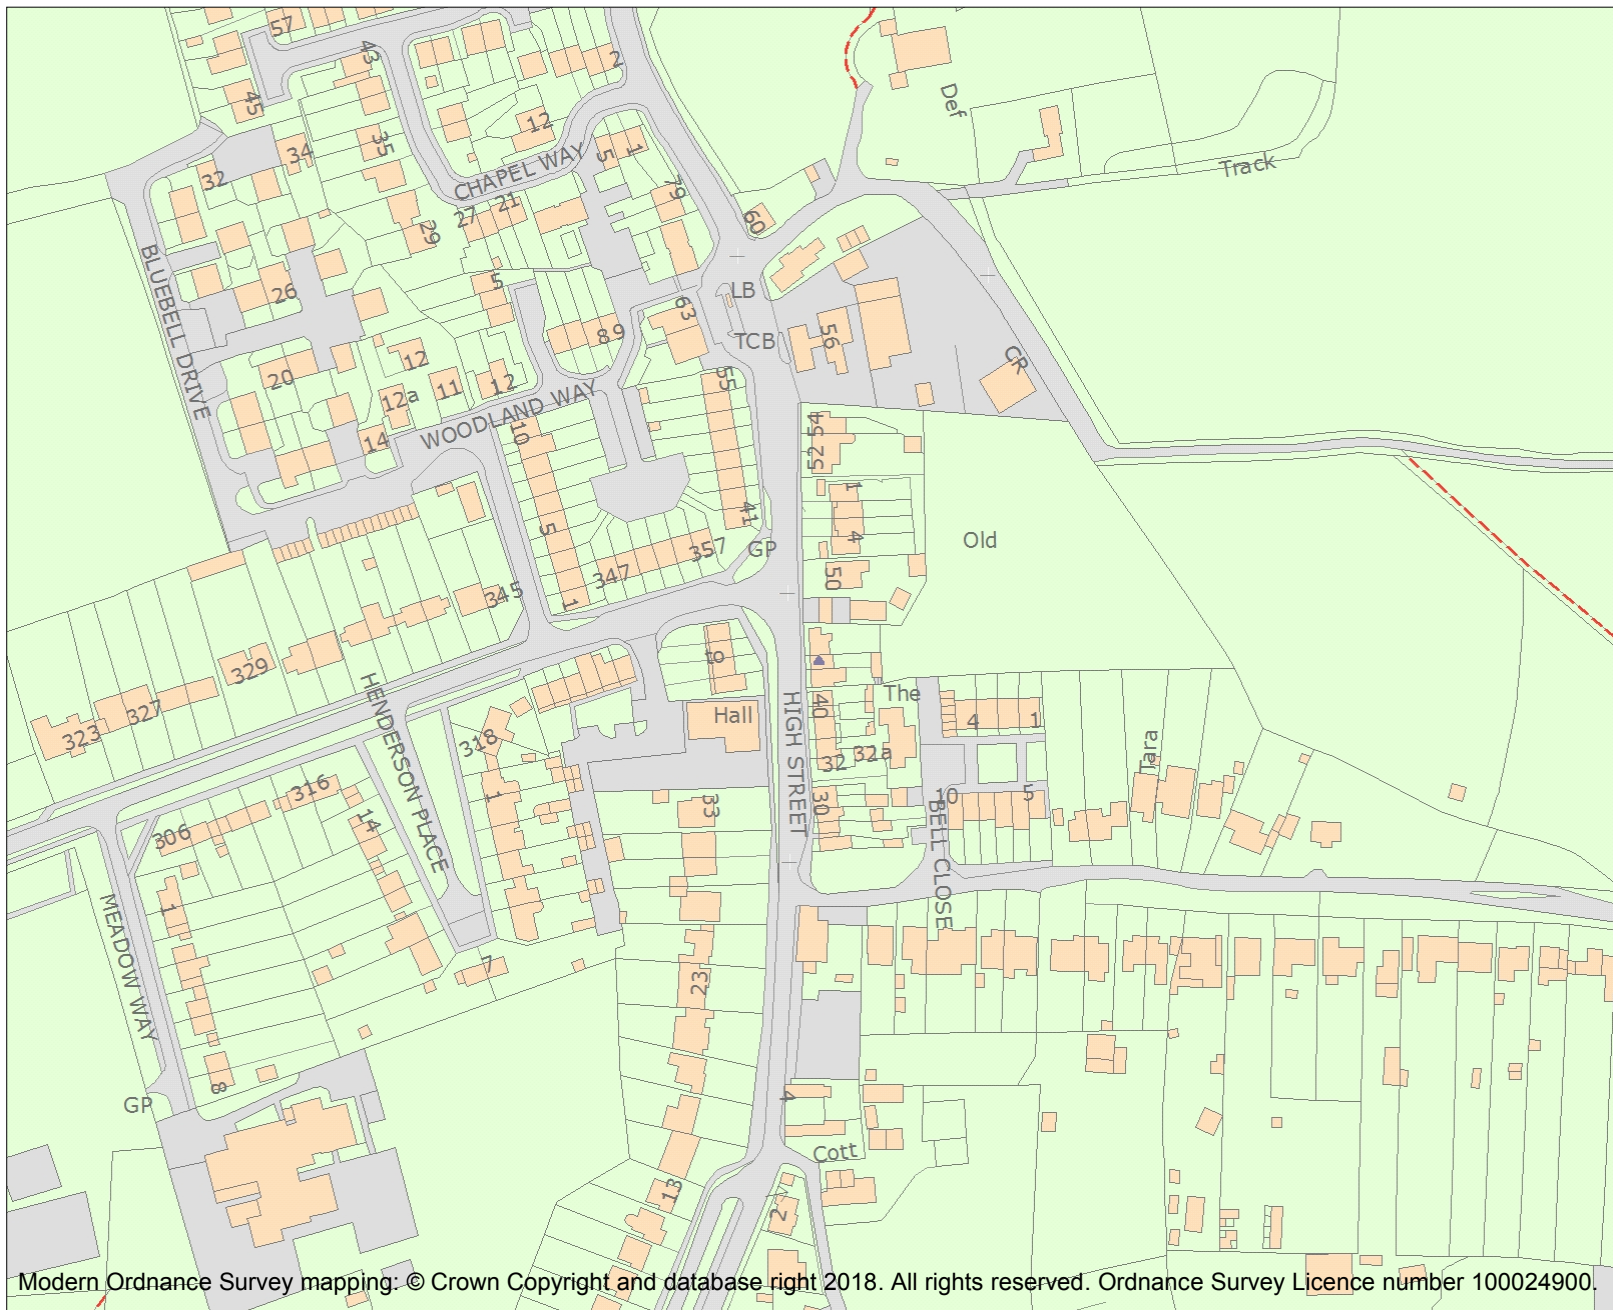 57
43
2
45
Def
12
35
34
5
1
CHAPEL WAY
Track
32
79
21
27
60
29
BLUEBELL DRIVE
5
26
LB
63
89
56
TCB
CR
12
20
55
12
11
12a
WOODLAND WAY
10
14
52 54
1
41
5
4
Old
357
GP
347
50
345
1
to
329
HENDERSON PLACE
The
HIGH STREET
40
327
Hall
4
1
323
318
32
32a
Tara
316
1
33
30
10
5
14
306
BELL CLOSE
1
MEADOW WAY
7
23
8
4
GP
Cott
13
2
Modern Ordnance Survey mapping: © Crown Copyright and database right 2018. All rights reserved. Ordnance Survey Licence number 100024900.